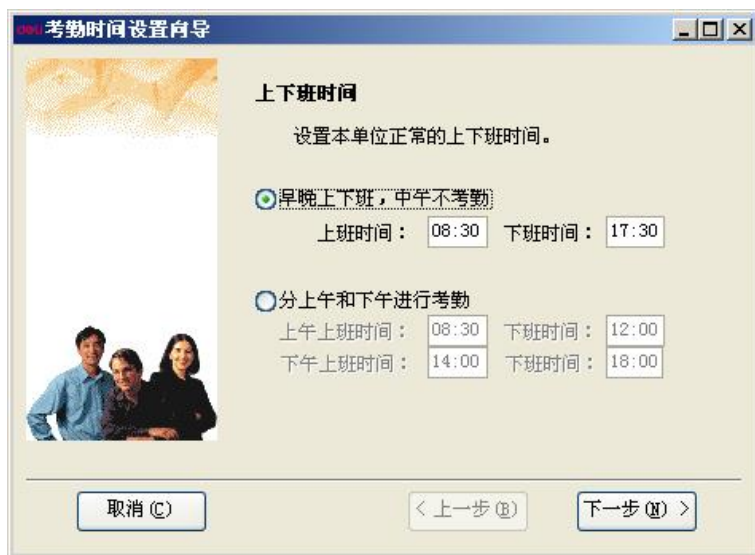 deli考勤时间设置向导
上下班时间
设置本单位正常的上下班时间。
早晚上下班，中午不考勤
上班时间： 08:30 下班时间： 17:30
分上午和下午进行考勤
上午上班时间： 08:30 下班时间： 12:00
下午上班时间： 14:00 下班时间： 18:00
取消(C) < 上一步(B) 下一步(N) >